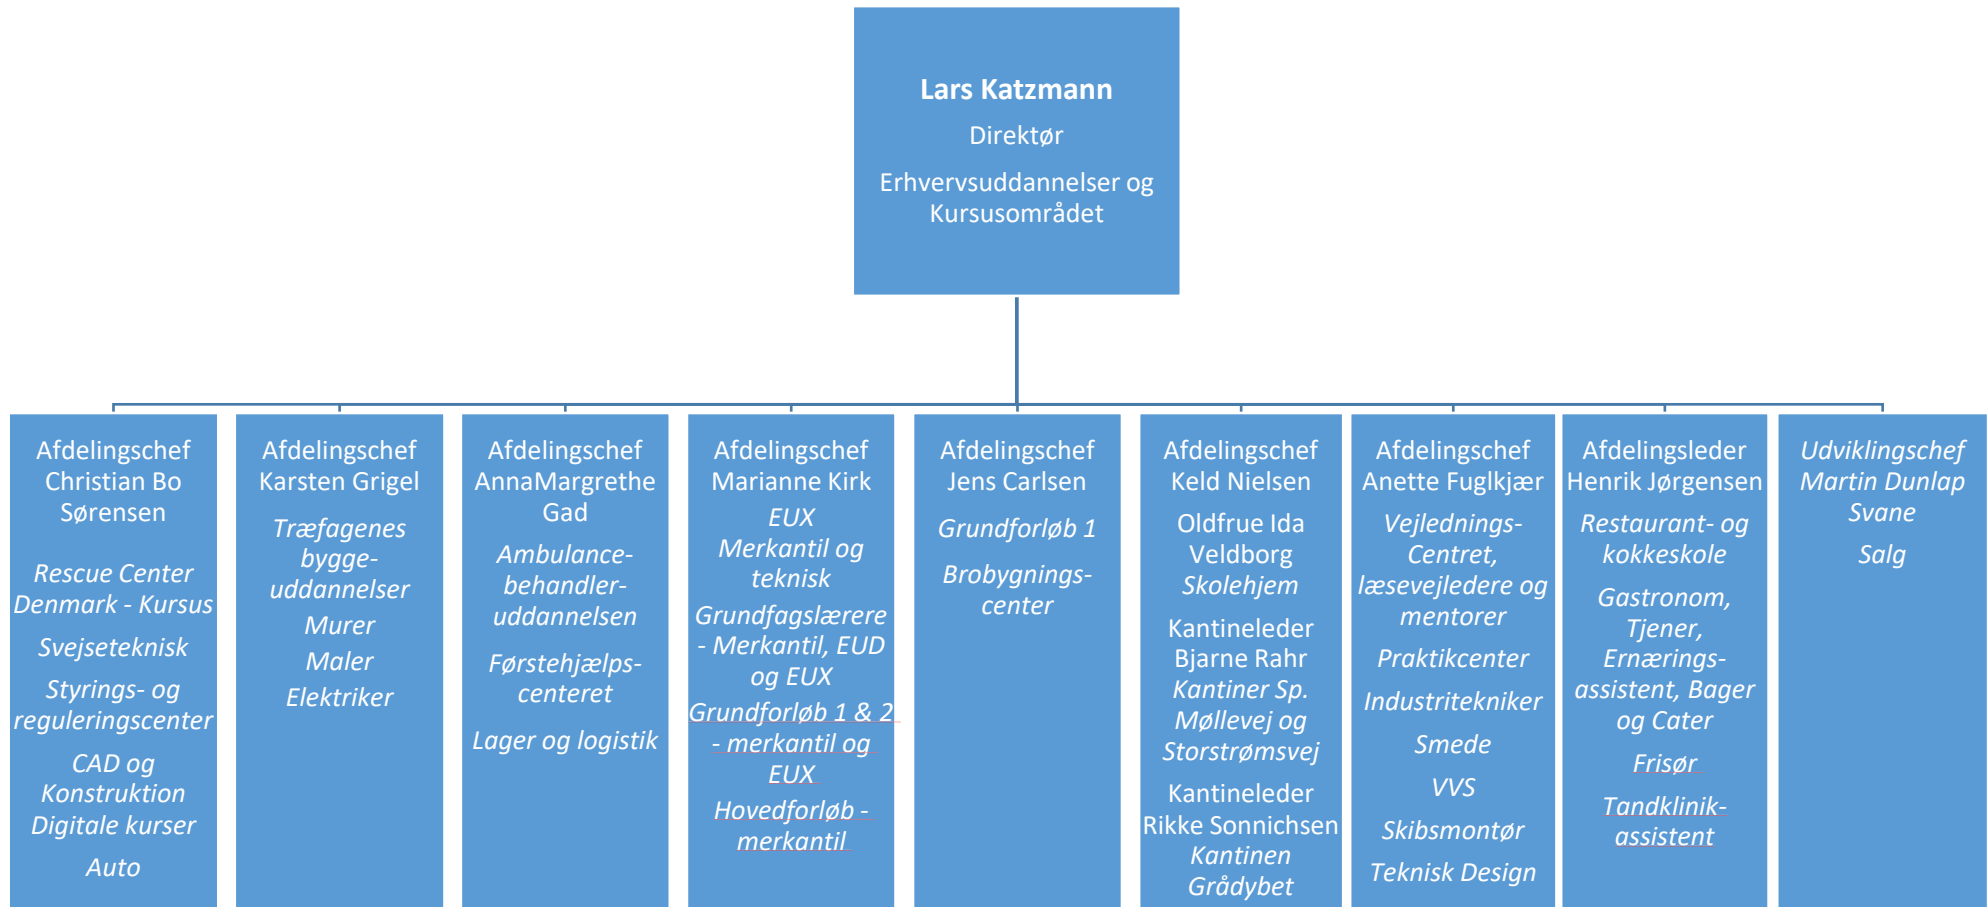 Lars Katzmann
Direktør
Erhvervsuddannelser og
Kursusområdet
Afdelingschef
Christian Bo
Sørensen
Rescue Center
Denmark - Kursus
Svejseteknisk
Styrings- og
reguleringscenter
CAD og
Konstruktion
Digitale kurser
Auto
Afdelingschef
Karsten Grigel
Træfagenes
bygge-
uddannelser
Murer
Maler
Elektriker
Afdelingschef
AnnaMargrethe
Gad
Ambulance-
behandler-
uddannelsen
Førstehjælps-
centeret
Lager og logistik
Afdelingschef
Marianne Kirk
EUX
Merkantil og
teknisk
Grundfagslærere
- Merkantil, EUD
og EUX
Grundforløb 1 & 2
- merkantil og
EUX
Hovedforløb -
merkantil
Afdelingschef
Jens Carlsen
Grundforløb 1
Brobygnings-
center
Afdelingschef
Keld Nielsen
Oldfrue Ida
Veldborg
Skolehjem
Kantineleder
Bjarne Rahr
Kantiner Sp.
Møllevej og
Storstrømsvej
Kantineleder
Rikke Sonnichsen
Kantinen
Grådybet
Afdelingschef
Anette Fuglkjær
Vejlednings-
Centret,
læsevejledere og
mentorer
Praktikcenter
Industritekniker
Smede
VVS
Skibsmontør
Teknisk Design
Afdelingsleder
Henrik Jørgensen
Restaurant- og
kokkeskole
Gastronom,
Tjener,
Ernærings-
assistent, Bager
og Cater
Frisør
Tandklinik-
assistent
Udviklingschef
Martin Dunlap
Svane
Salg